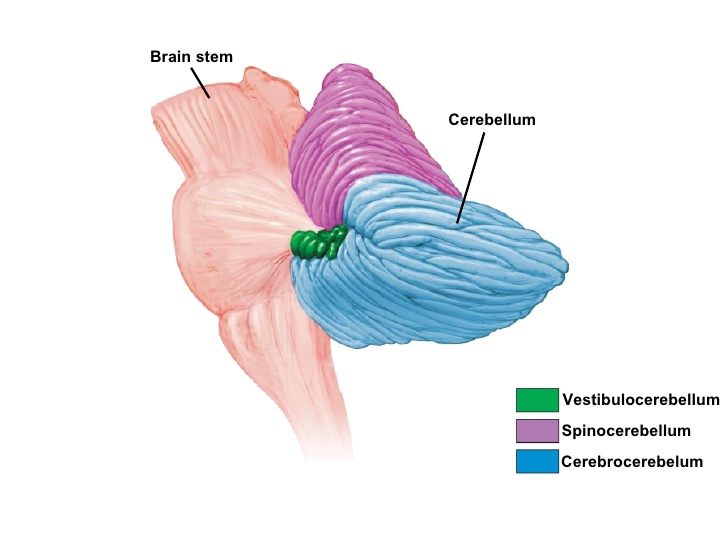 Brain stem
Cerebellum
Vestibulocerebellum
Spinocerebellum
Cerebrocerebelum